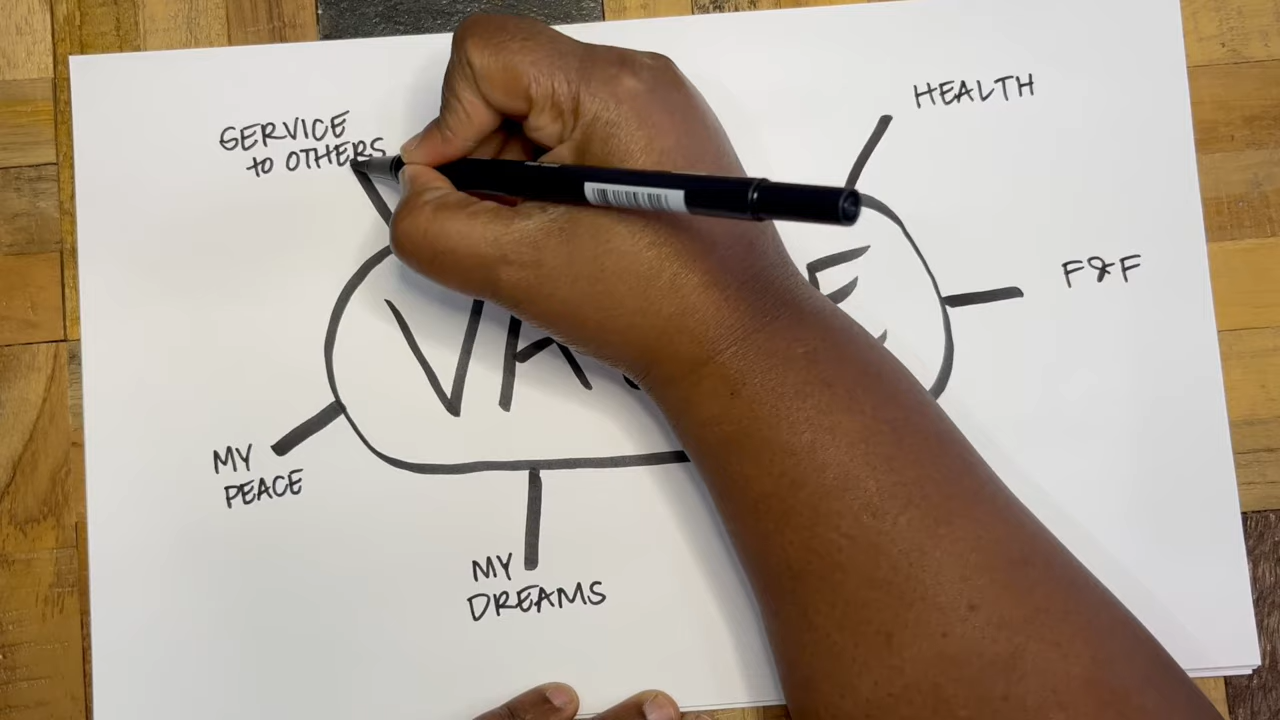 SERVICE
to OTHERS
HEALTH
F&F
MY
PEACE
MY
DREAMS